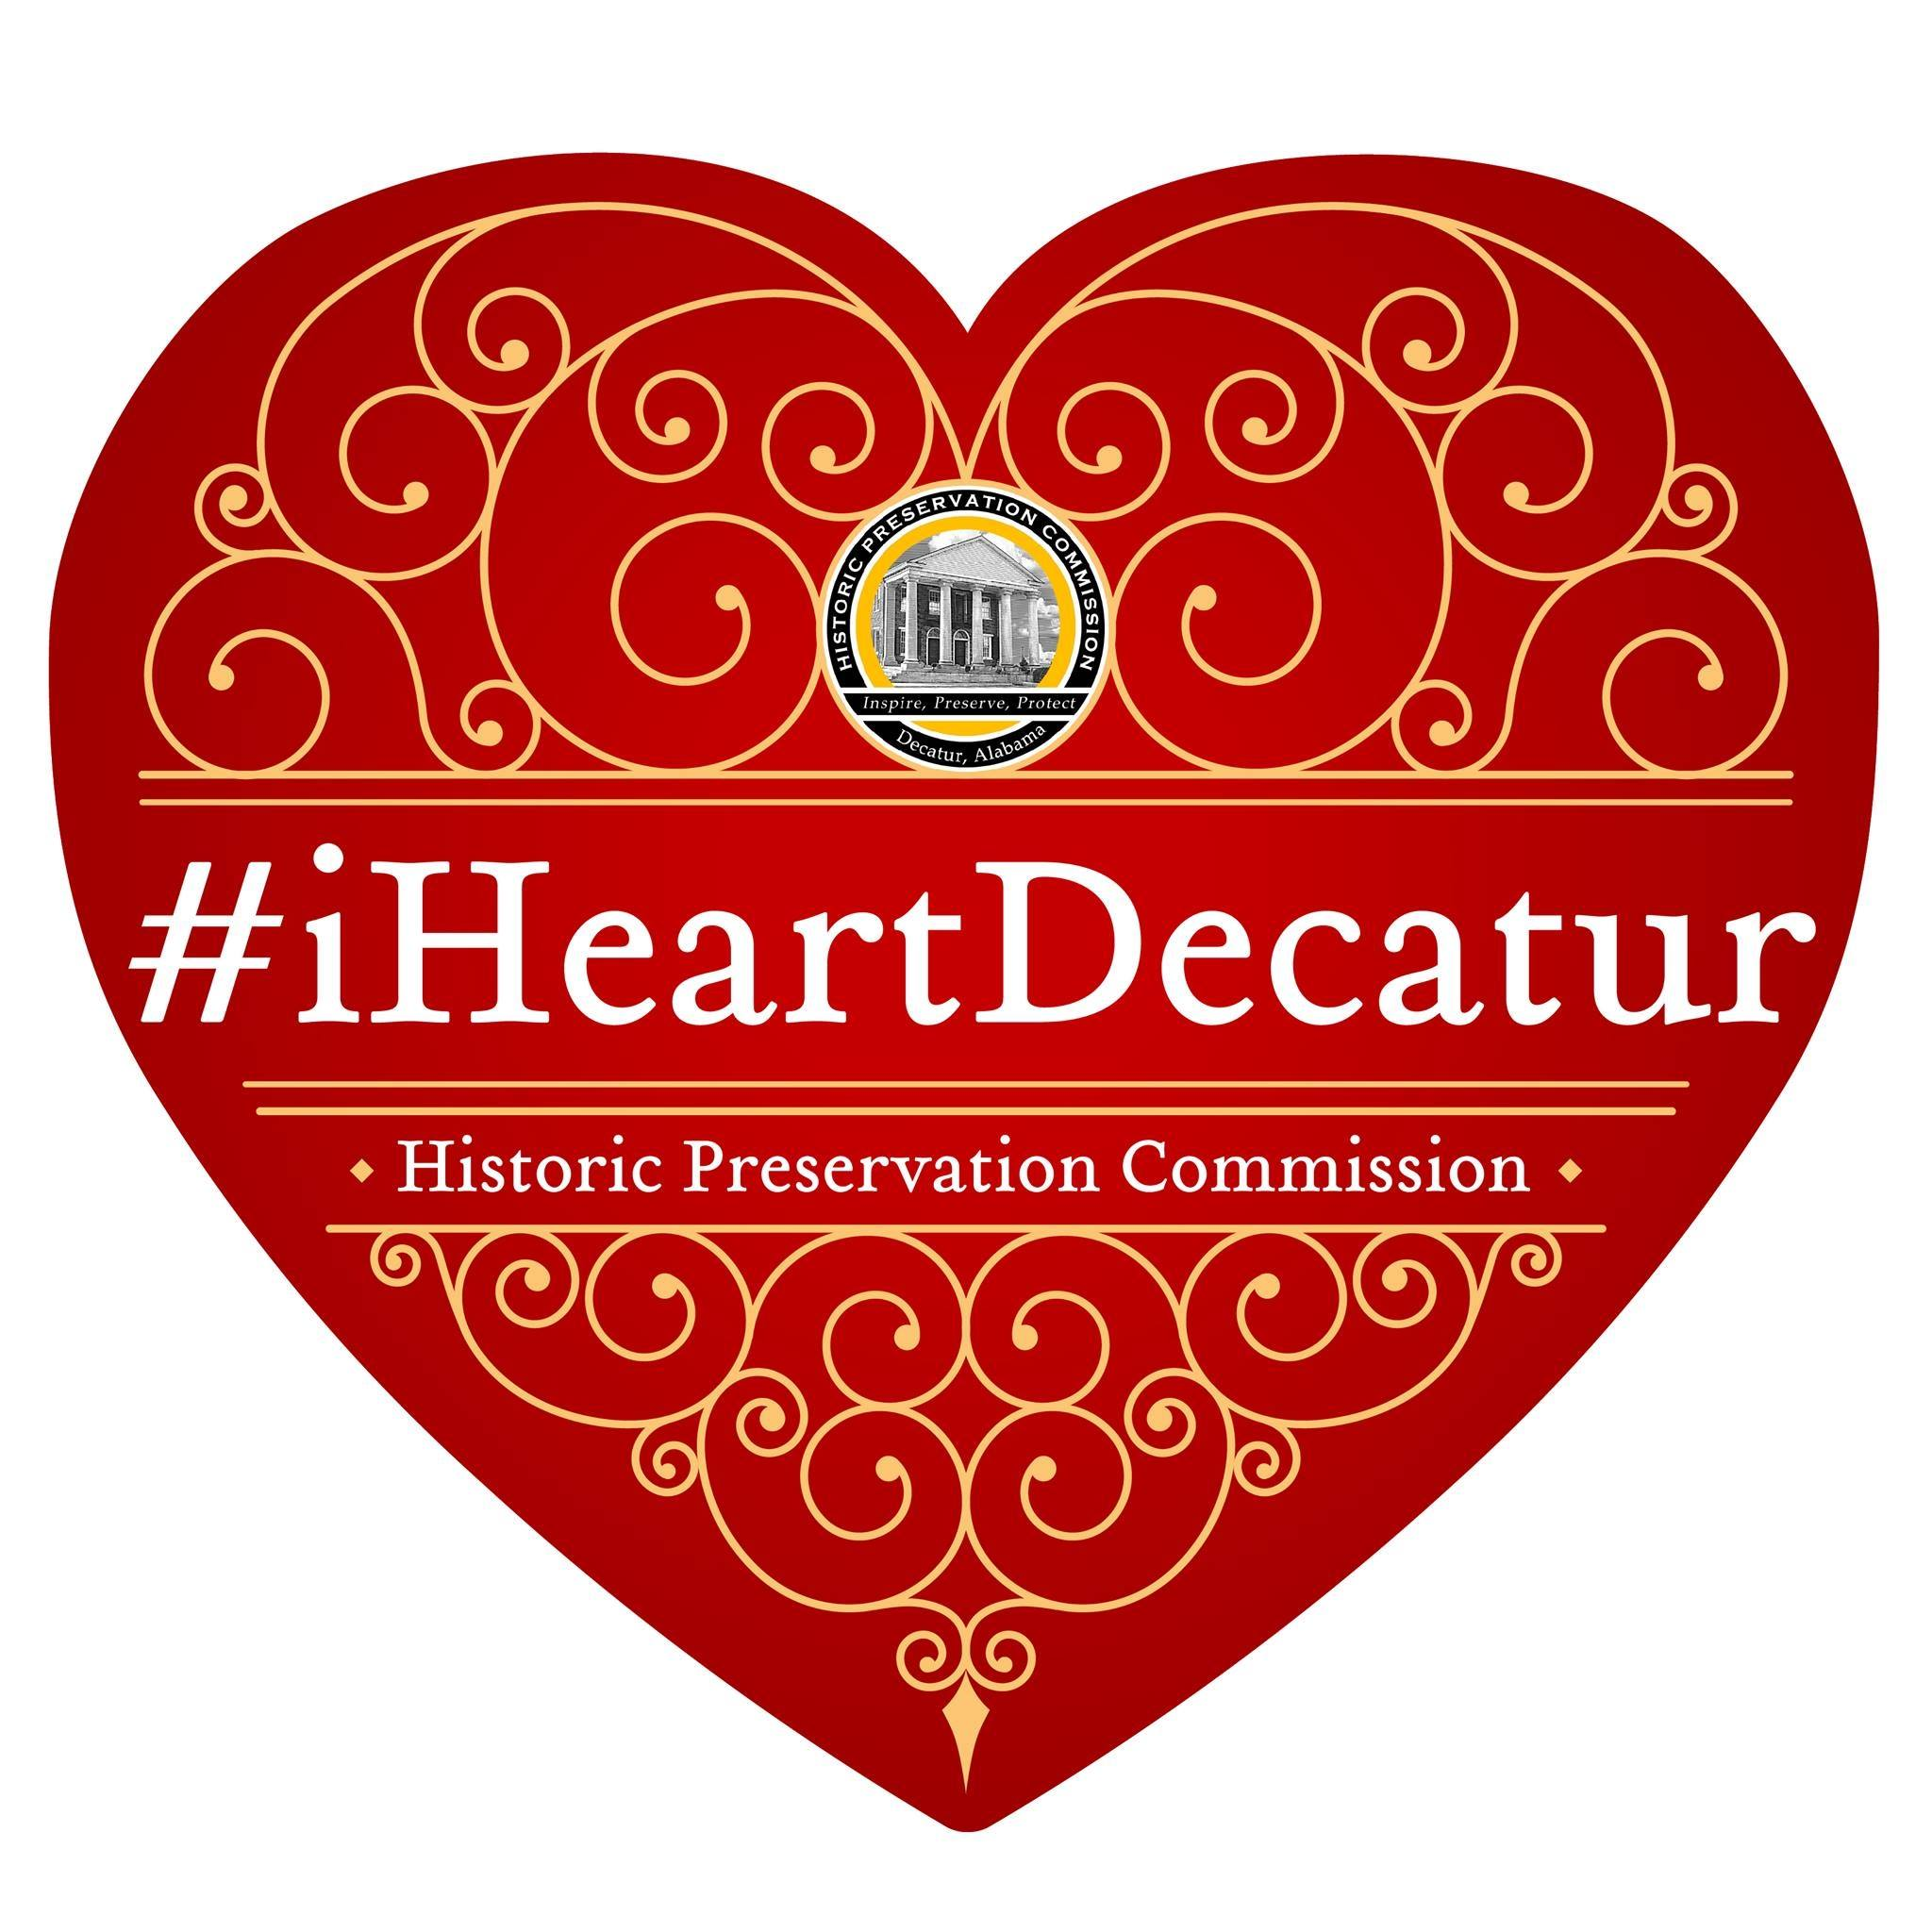 HISTORIC PRESERVATION COMMISSION
Inspire, Preserve, Protect
Decatur, Alabama
#iHeartDecatur
Historic Preservation Commission